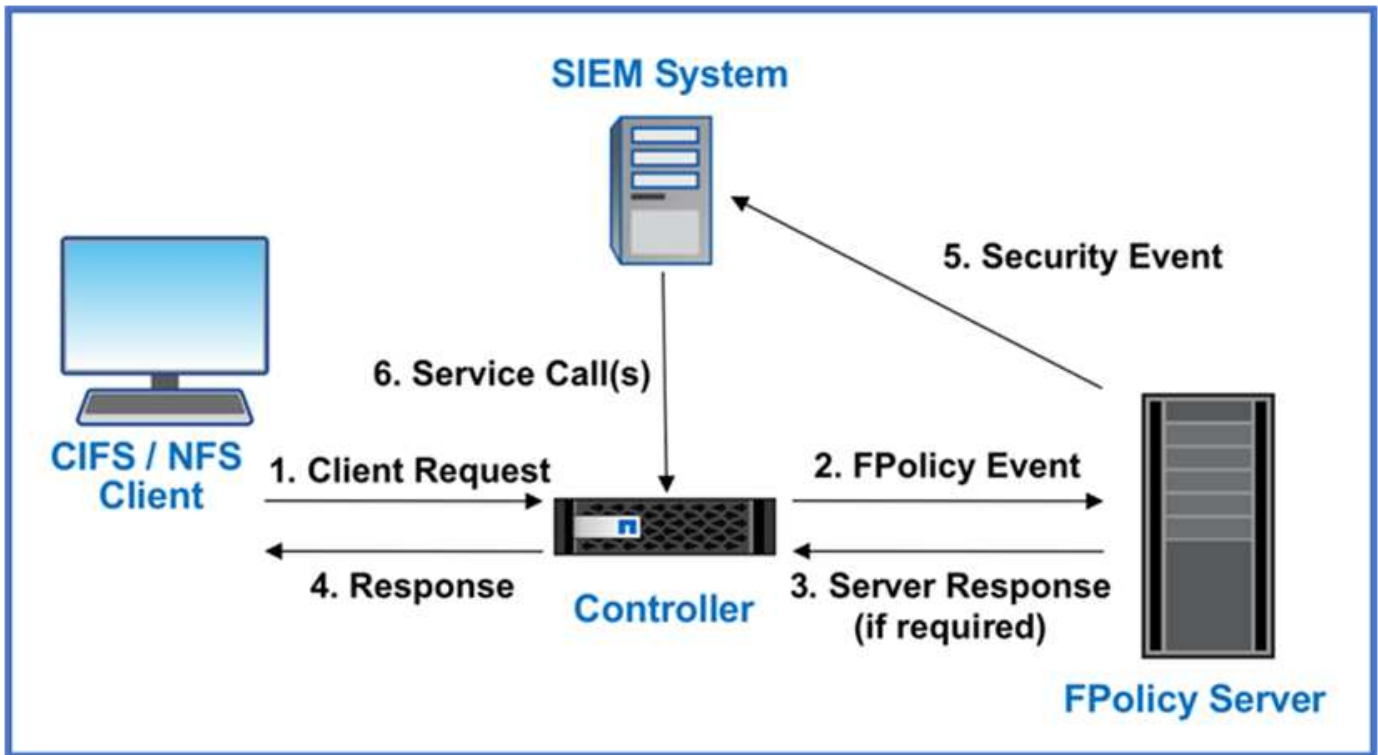 SIEM System
5. Security Event
6. Service Call(s)
CIFS / NFS
Client
1. Client Request
2. FPolicy Event
4. Response
3. Server Response
(if required)
Controller
FPolicy Server